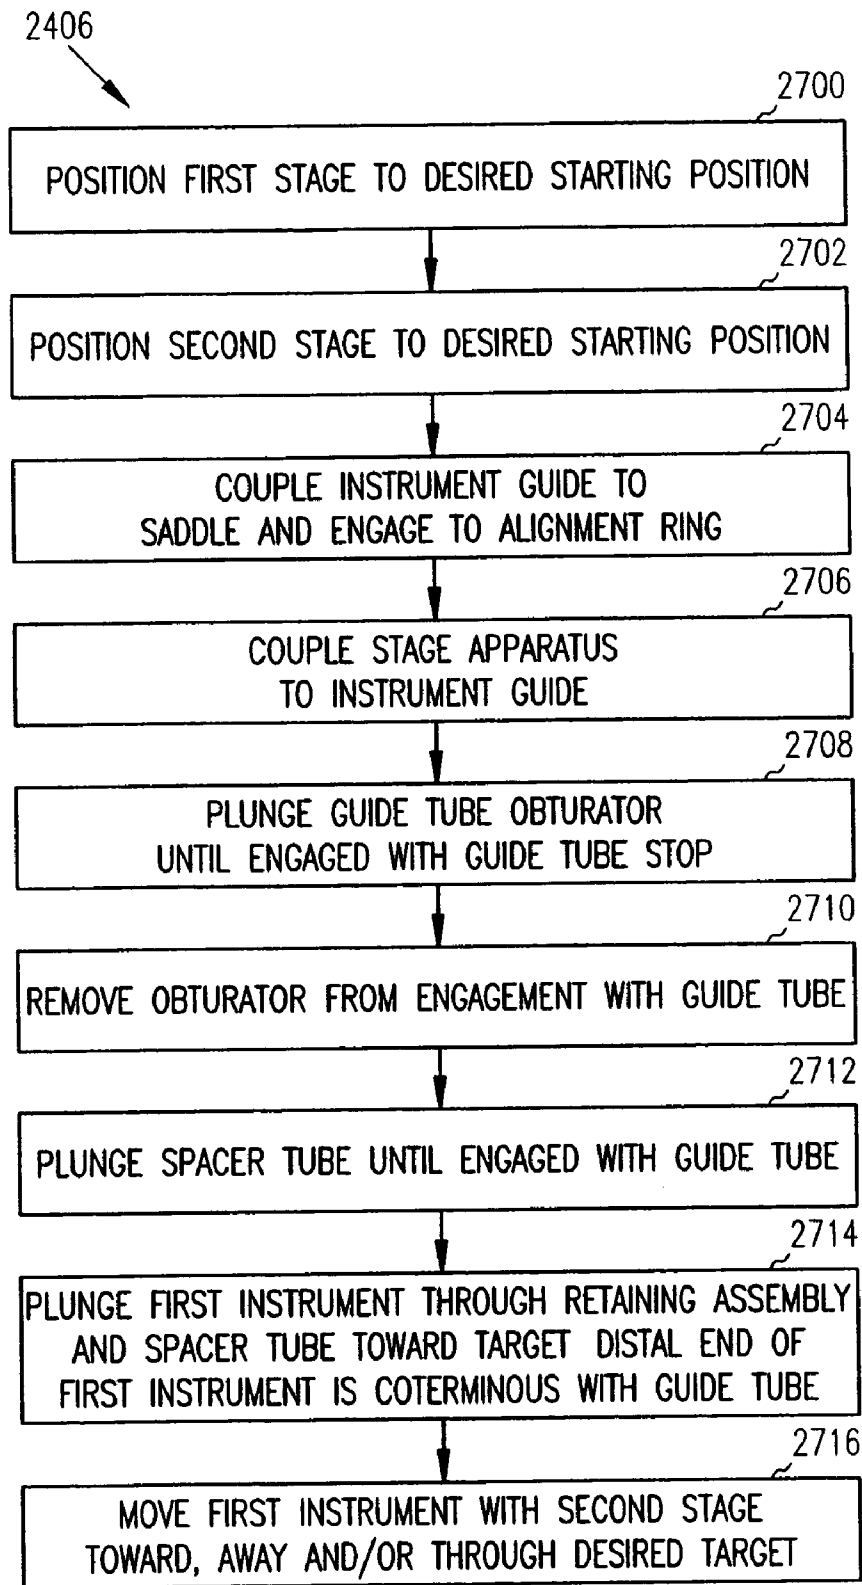 2406
2700
POSITION FIRST STAGE TO DESIRED STARTING POSITION
2702
POSITION SECOND STAGE TO DESIRED STARTING POSITION
2704
COUPLE INSTRUMENT GUIDE TO
SADDLE AND ENGAGE TO ALIGNMENT RING
2706
COUPLE STAGE APPARATUS
TO INSTRUMENT GUIDE
2708
PLUNGE GUIDE TUBE OBTURATOR
UNTIL ENGAGED WITH GUIDE TUBE STOP
2710
REMOVE OBTURATOR FROM ENGAGEMENT WITH GUIDE TUBE
2712
PLUNGE SPACER TUBE UNTIL ENGAGED WITH GUIDE TUBE
2714
PLUNGE FIRST INSTRUMENT THROUGH RETAINING ASSEMBLY
AND SPACER TUBE TOWARD TARGET DISTAL END OF
FIRST INSTRUMENT IS COTERMINOUS WITH GUIDE TUBE
2716
MOVE FIRST INSTRUMENT WITH SECOND STAGE
TOWARD, AWAY AND/OR THROUGH DESIRED TARGET